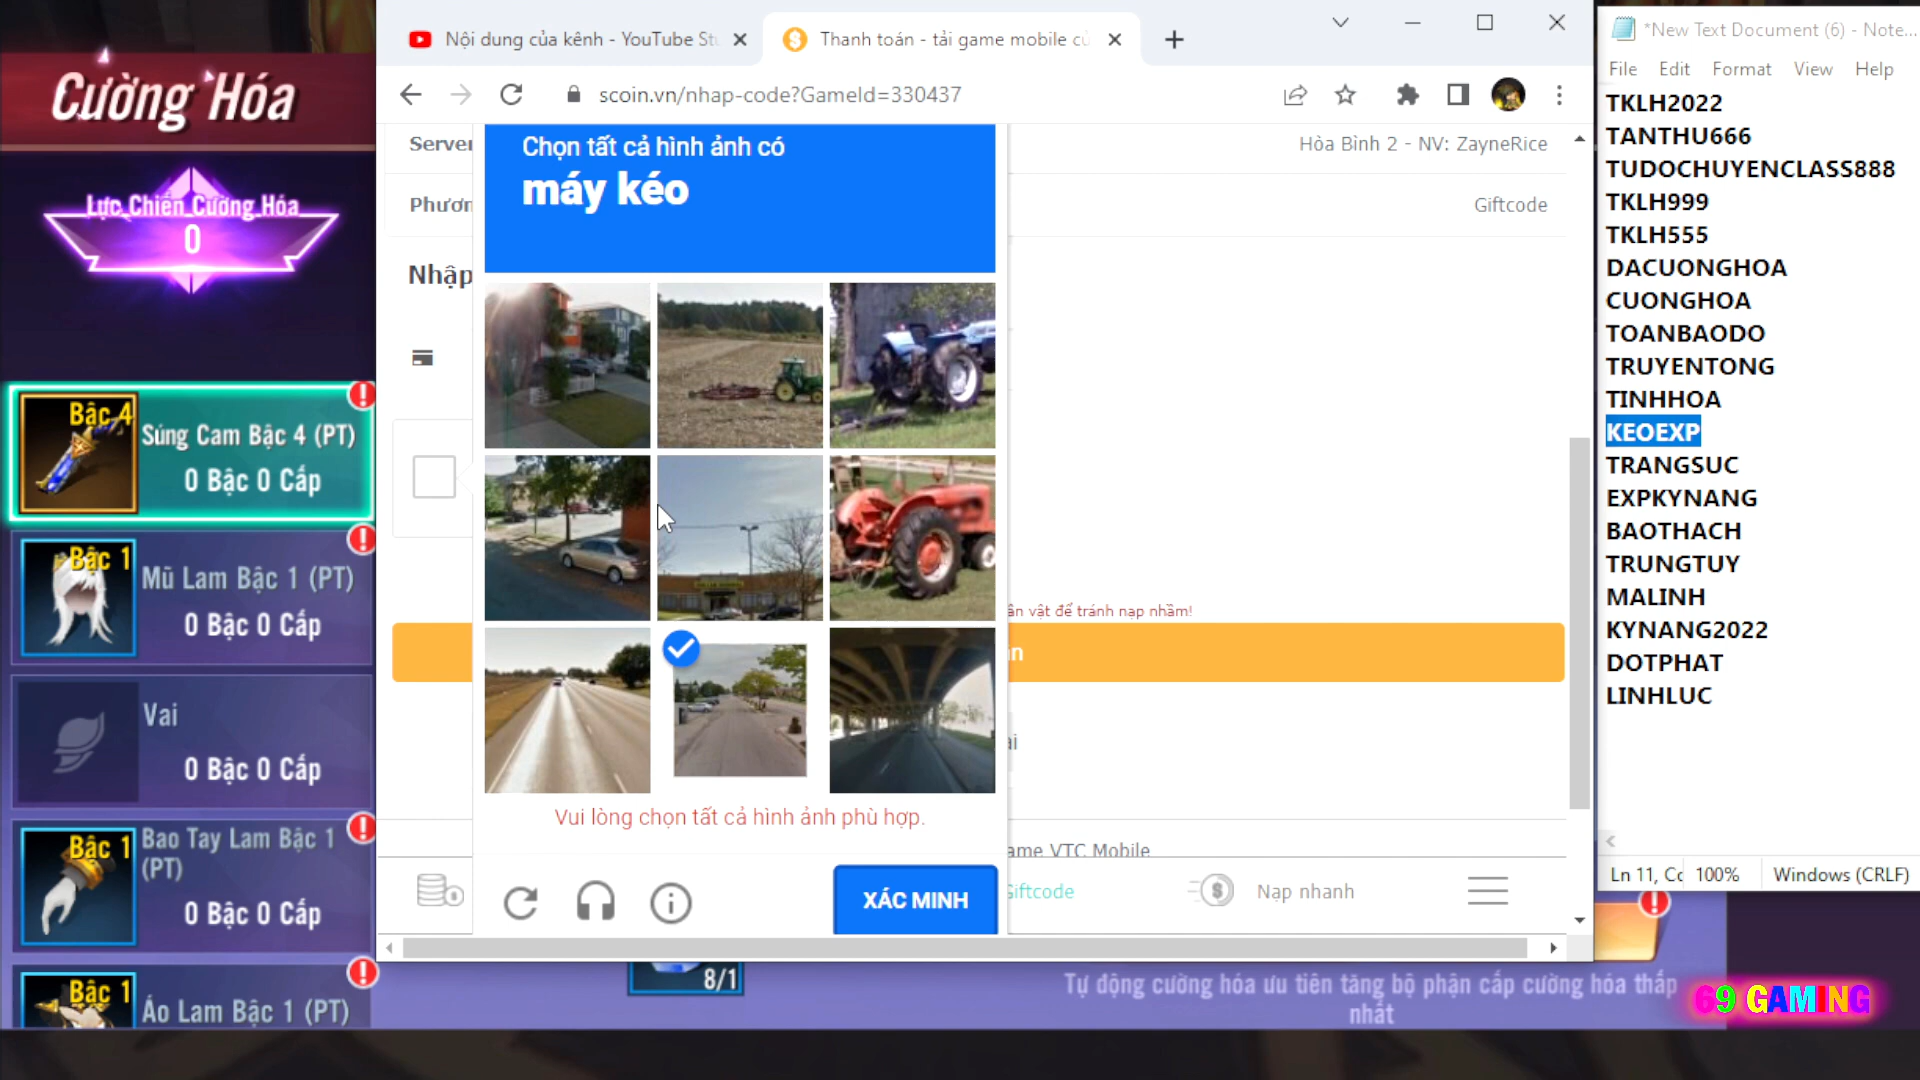 Cường Hóa
Lực Chiến Cường Hóa
0
Bậc 4
Súng Cam Bậc 4 (PT)
0 Bậc 0 Cấp
Bậc 1
Mũ Lam Bậc 1 (PT)
0 Bậc 0 Cấp
Vai
0 Bậc 0 Cấp
Bậc 1
Bao Tay Lam Bậc 1
(PT)
0 Bậc 0 Cấp
Bậc 1
Áo Lam Bậc 1 (PT)
Nội dung của kênh - YouTube Stu
Thanh toán - tải game mobile củ
scoin.vn/nhap-code?GameId=330437
Server
Hòa Bình 2 - NV: ZayneRice
Phươn
Giftcode
Nhập
Chọn tất cả hình ảnh có
máy kéo
ân vật để tránh nạp nhầm!
Vui lòng chọn tất cả hình ảnh phù hợp.
XÁC MINH
ame VTC Mobile
Giftcode
Nạp nhanh
8/1
Tự động cường hóa ưu tiên tăng bộ phận cấp cường hóa thấp
nhất
*New Text Document (6) - Note...
File Edit Format View Help
TKLH2022
TANTHU666
TUDOCHUYENCLASS888
TKLH999
TKLH555
DACUONGHOA
CUONGHOA
TOANBAODO
TRUYENTONG
TINHHOA
KEOEXP
TRANGSUC
EXPKYNANG
BAOTHACH
TRUNGTUY
MALINH
KYNANG2022
DOTPHAT
LINHLUC
Ln 11, Cc 100% Windows (CRLF)
69 GAMING